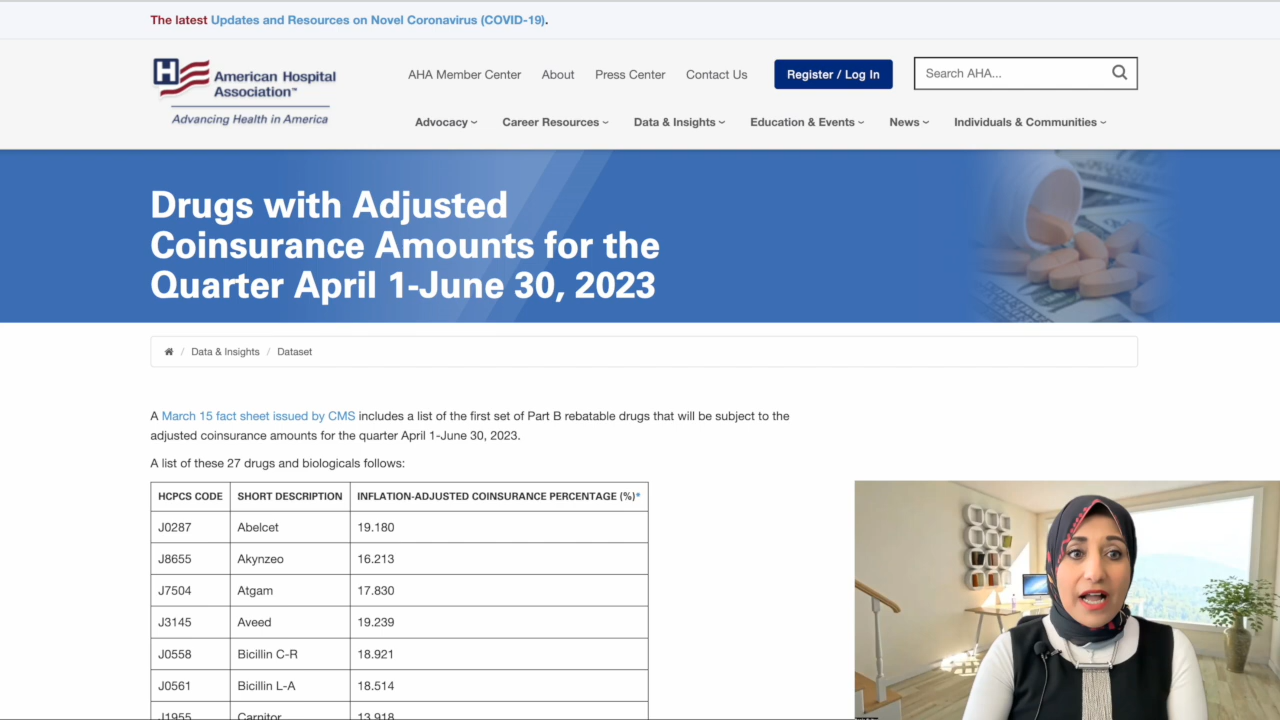 The latest Updates and Resources on Novel Coronavirus (COVID-19).
American Hospital
Association™
Advancing Health in America
AHA Member Center About Press Center Contact Us Register / Log In Search AHA...
Advocacy Career Resources Data & Insights Education & Events News Individuals & Communities
Drugs with Adjusted
Coinsurance Amounts for the
Quarter April 1-June 30, 2023
/ Data & Insights / Dataset
A March 15 fact sheet issued by CMS includes a list of the first set of Part B rebatable drugs that will be subject to the
adjusted coinsurance amounts for the quarter April 1-June 30, 2023.
A list of these 27 drugs and biologicals follows:
HCPCS CODE SHORT DESCRIPTION INFLATION-ADJUSTED COINSURANCE PERCENTAGE (%)*
J0287 Abelcet 19.180
J8655 Akynzeo 16.213
J7504 Atgam 17.830
J3145 Aveed 19.239
J0558 Bicillin C-R 18.921
J0561 Bicillin L-A 18.514
J1955 Carnitor 13.918